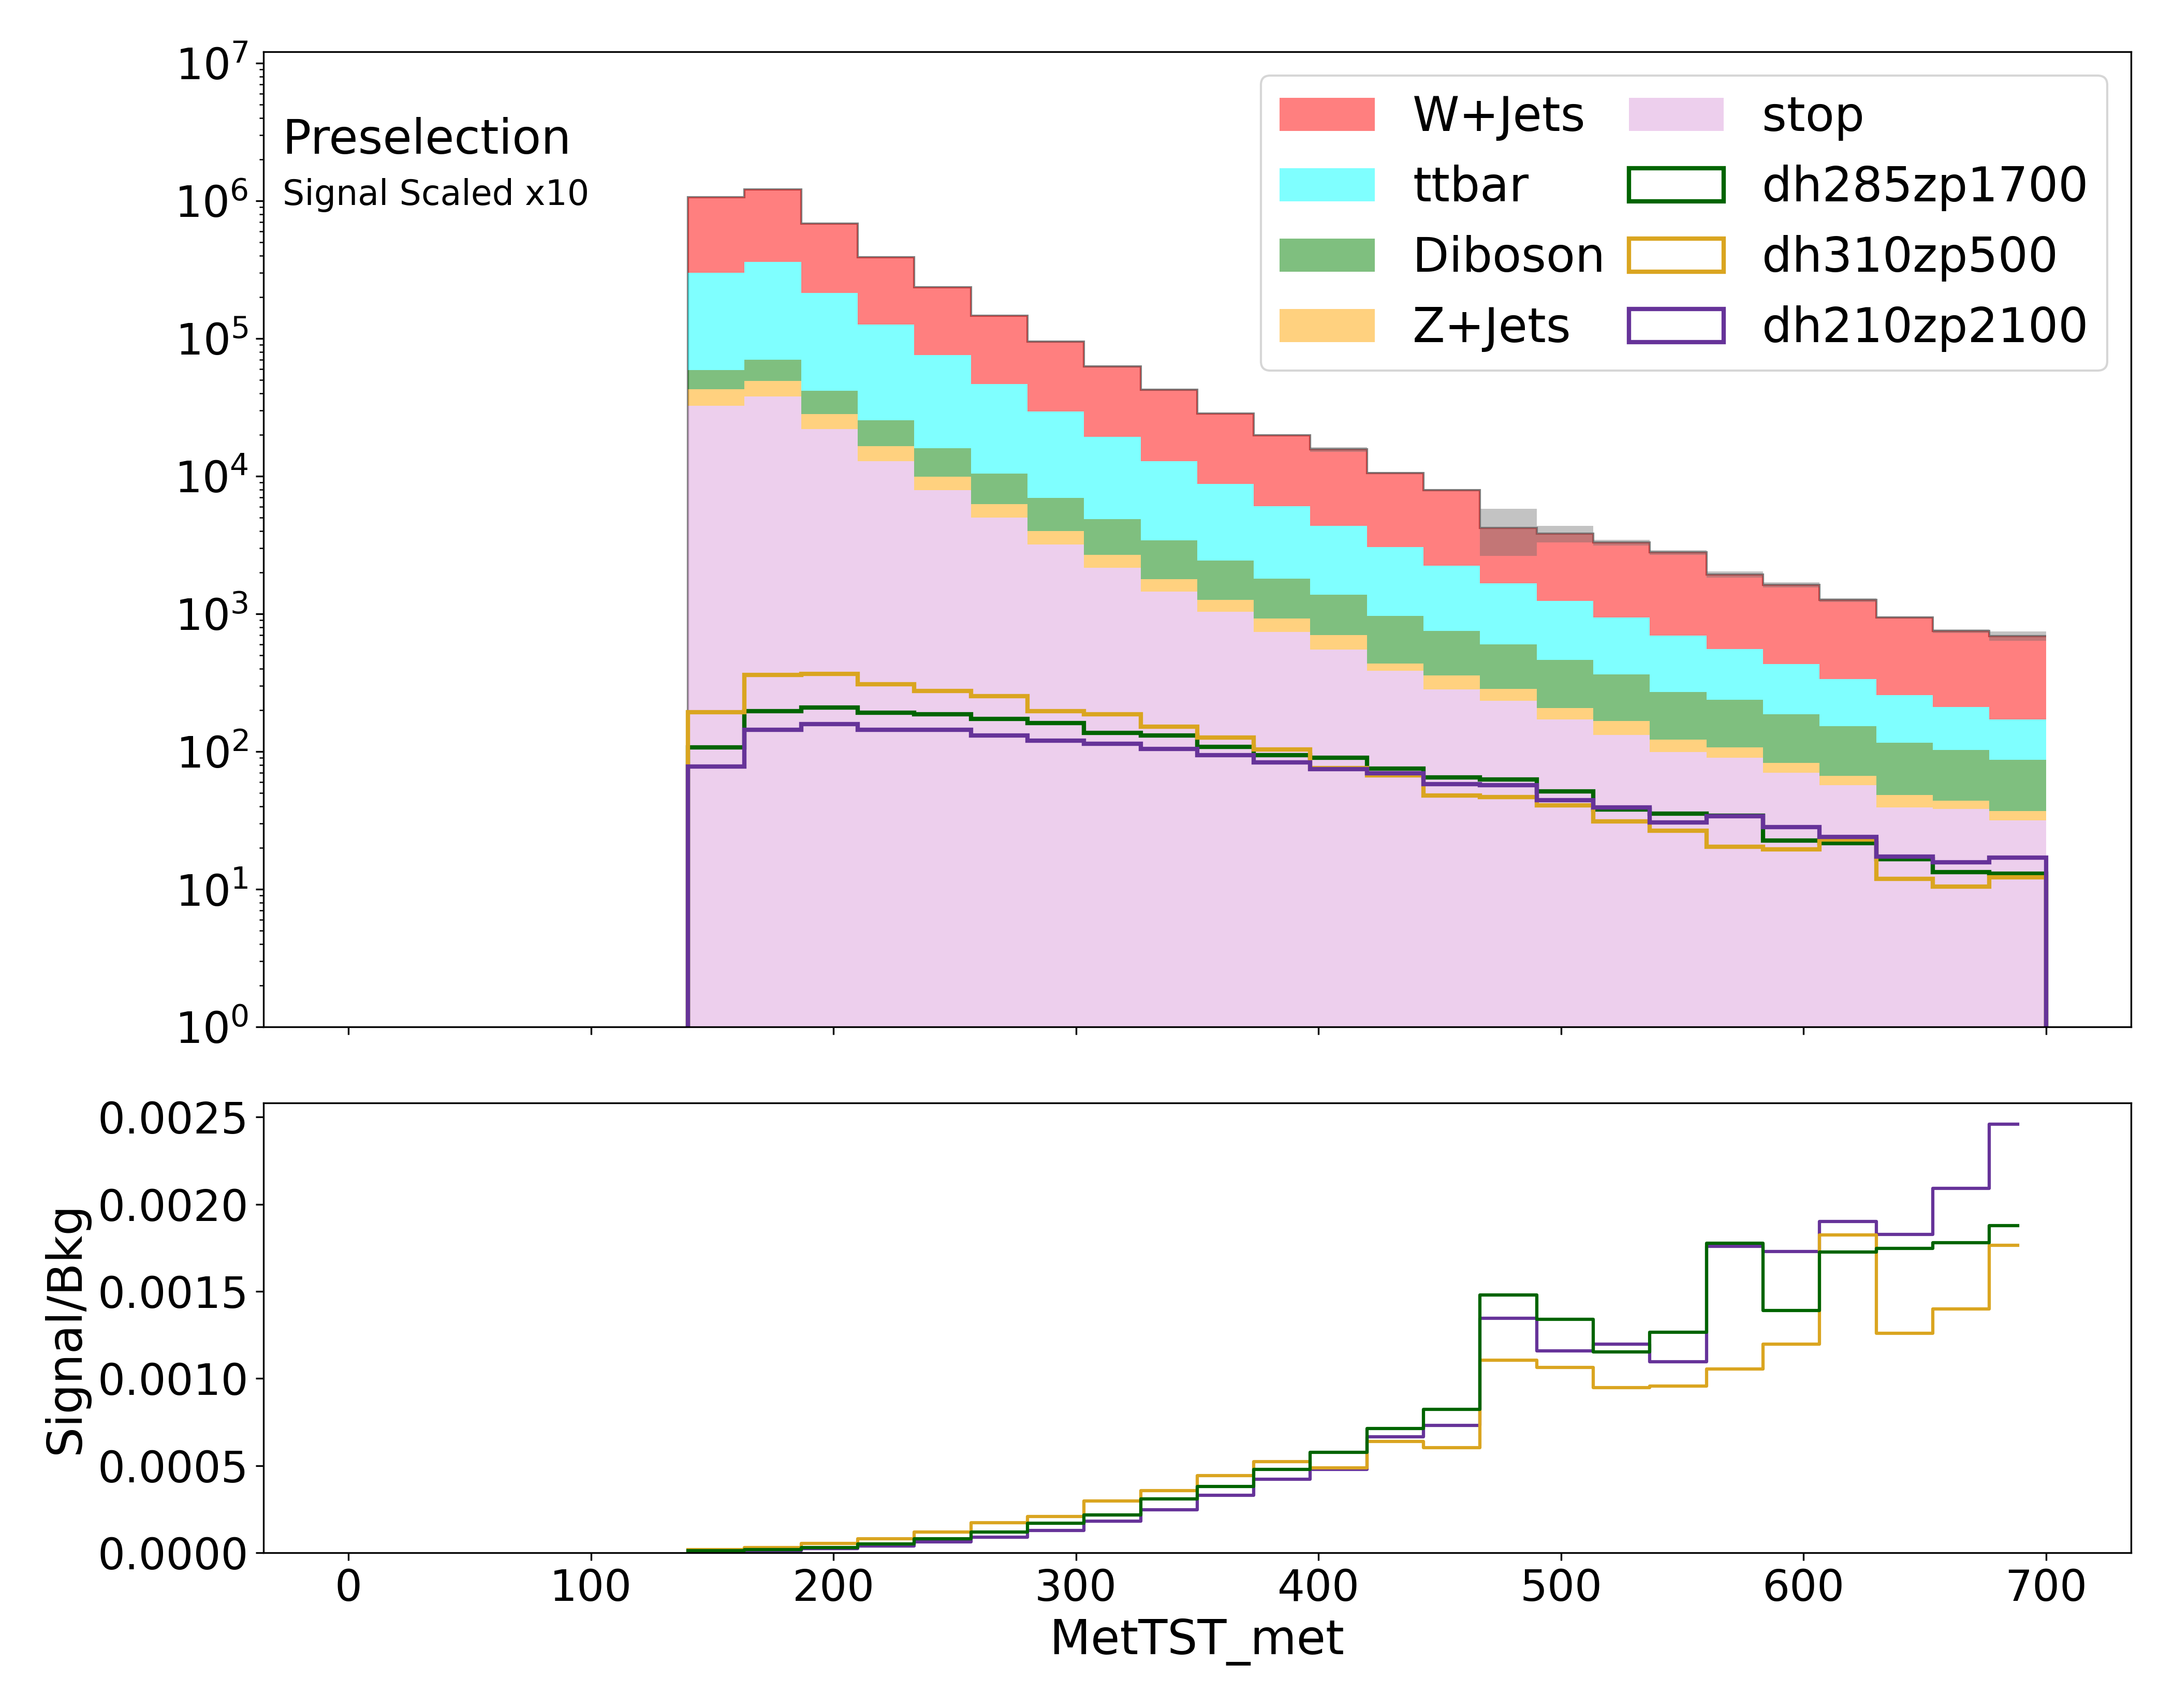 10^7
10^6
10^5
10^4
10^3
10^2
10^1
10^0
Preselection
Signal Scaled x10
W+Jets
ttbar
Diboson
Z+Jets
stop
dh285zp1700
dh310zp500
dh210zp2100
0.0025
0.0020
0.0015
0.0010
0.0005
0.0000
Signal/Bkg
0 100 200 300 400 500 600 700
MetTST_met